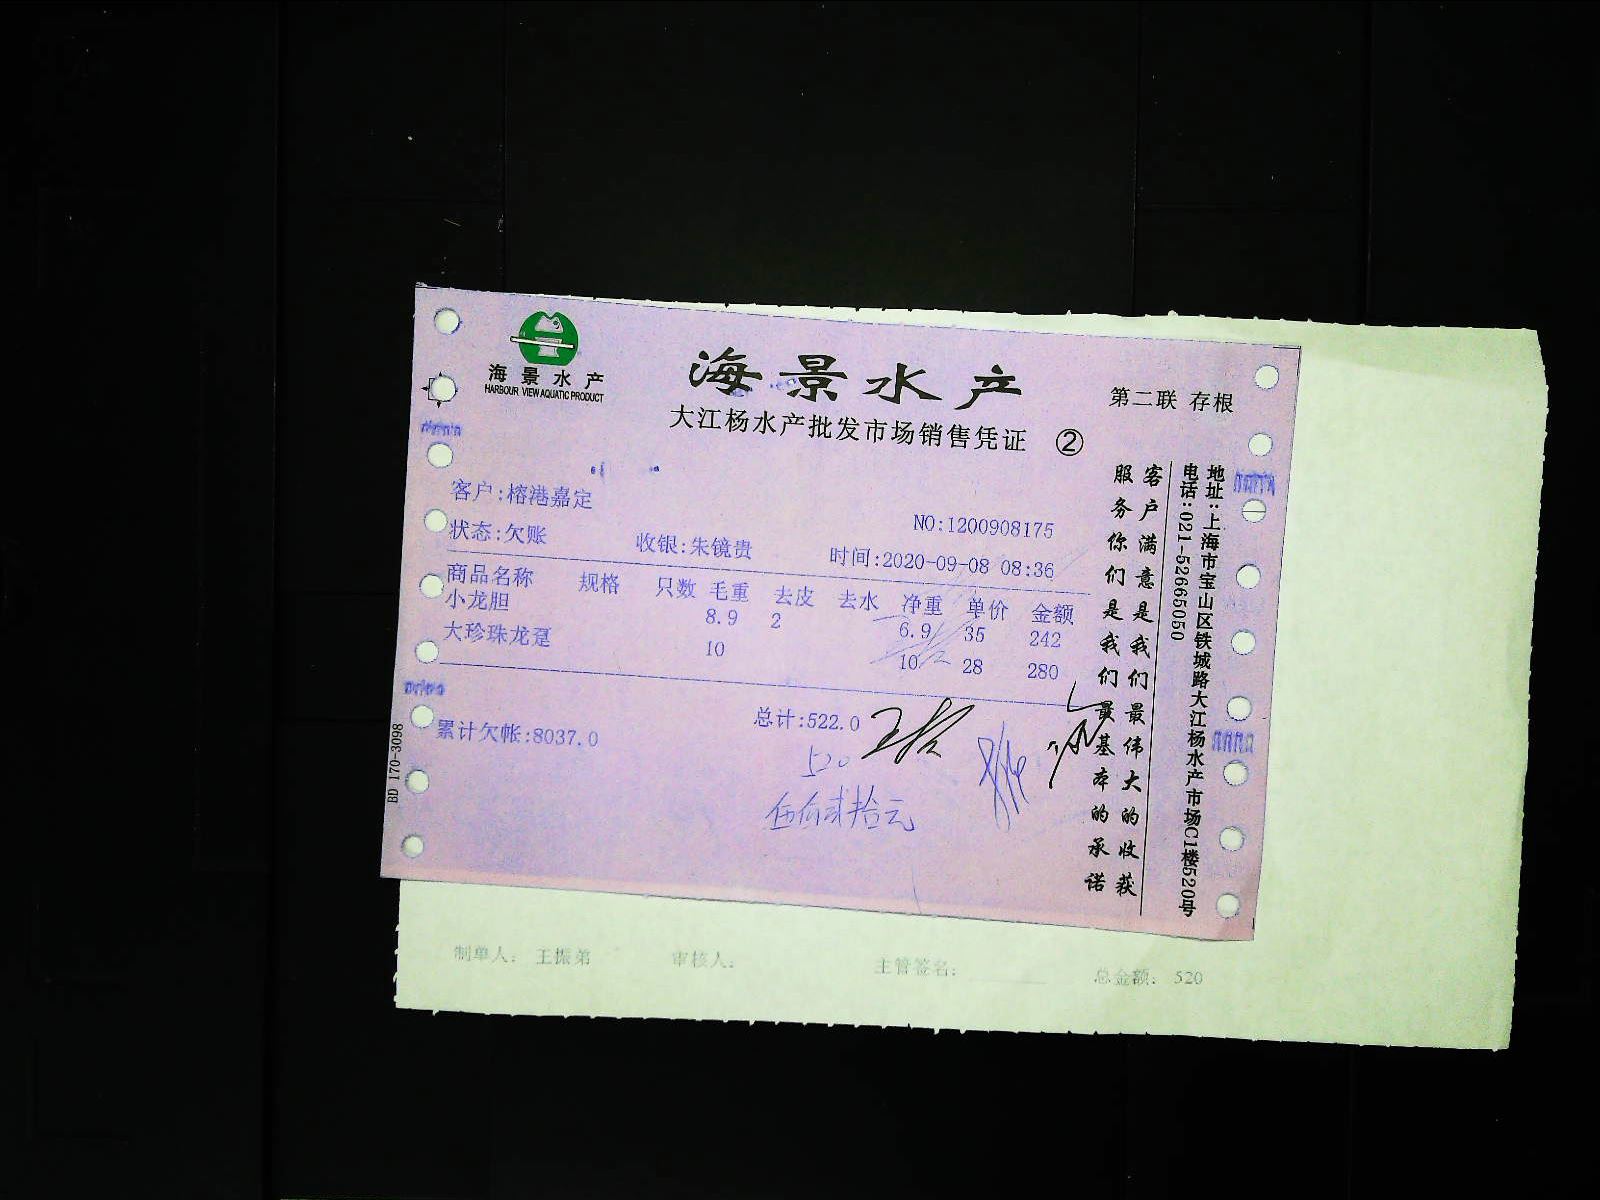 海景水产
HARBOUR VIEW AQUATIC PRODUCT
海景水产
大江杨水产批发市场销售凭证 ②
第二联 存根
客户:榕港嘉定
NO:1200908175
状态:欠账 收银:朱镜贵 时间:2020-09-08 08:36
商品名称 规格 只数 毛重 去皮 去水 净重 单价 金额
小龙胆 8.9 2 6.9 35 242
大珍珠龙趸 10 10 28 280
累计欠帐:8037.0 总计:522.0
520
伍佰贰拾元
客户满意是我们最伟大的收获
服务你们是我们最基本的承诺
地址:上海市宝山区铁城路大江杨水产市场C1楼520号
电话:021-52665050
BD 170-3098
制单人: 王振弟 审核人: 主管签名: 总金额: 520